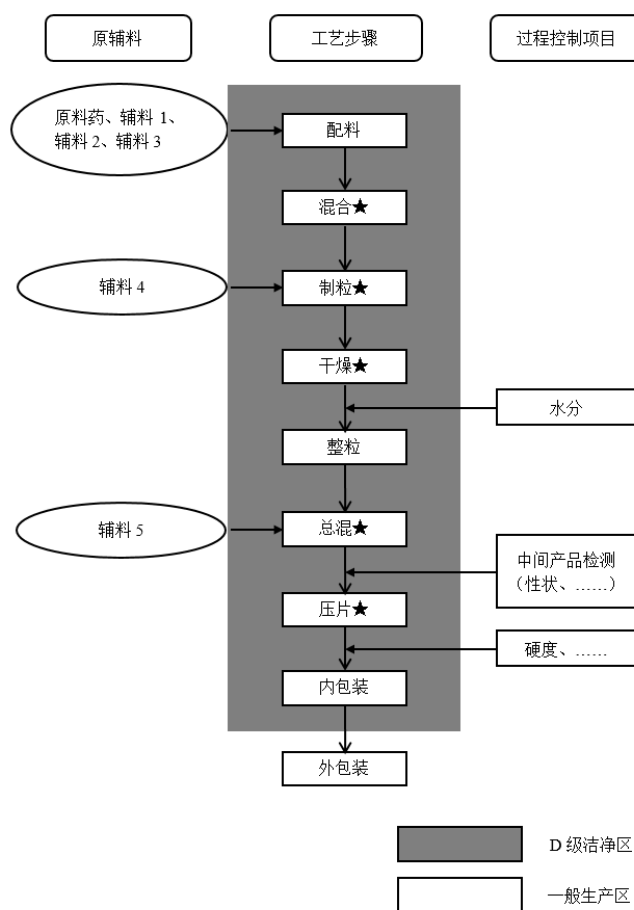 原辅料
工艺步骤
过程控制项目
原料药、辅料 1、
辅料 2、辅料 3
配料
混合★
辅料 4
制粒★
干燥★
水分
整粒
辅料 5
总混★
中间产品检测
（性状、……）
压片★
硬度、……
内包装
外包装
D 级洁净区
一般生产区